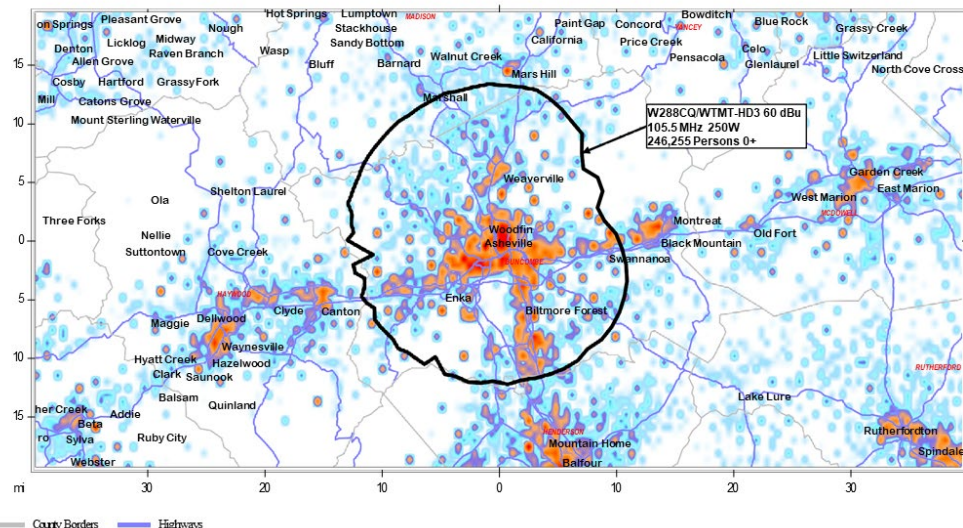 Hot Springs
Lumptown
MADISON
Bowditch
on Springs
Pleasant Grove
Nough
Stackhouse
Paint Gap
Concord
YANCEY
Blue Rock
Grassy Creek
Denton
Licklog
Midway
Wasp
Sandy Bottom
California
Price Creek
Celo
Little Switzerland
Allen Grove
Raven Branch
Bluff
Barnard
Walnut Creek
Pensacola
Glenlaurel
North Cove Cross
15
Cosby
Hartford
Grassy Fork
Mars Hill
Mill
Catons Grove
Marshall
Mount Sterling
Waterville
10
W288CQ/WTMT-HD3 60 dBu
105.5 MHz 250W
246,255 Persons 0+
5
Shelton Laurel
Weaverville
Garden Creek
East Marion
Ola
West Marion
MCDOWELL
Three Forks
Nellie
Woodfin
Montreat
Old Fort
0
Suttontown
Cove Creek
Asheville
Black Mountain
BUNCOMBE
Swannanoa
5
HAYWOOD
Enka
Maggie
Dellwood
Clyde
Canton
Biltmore Forest
10
Hyatt Creek
Waynesville
Hazelwood
Clark
Saunook
RUTHERFORD
Balsam
Quinland
Lake Lure
15
her Creek
Addie
Beta
HENDERSON
Rutherfordton
ro
Sylva
Ruby City
Mountain Home
Spindale
Webster
Balfour
mi
30
20
10
0
10
20
30
County Borders
Highways